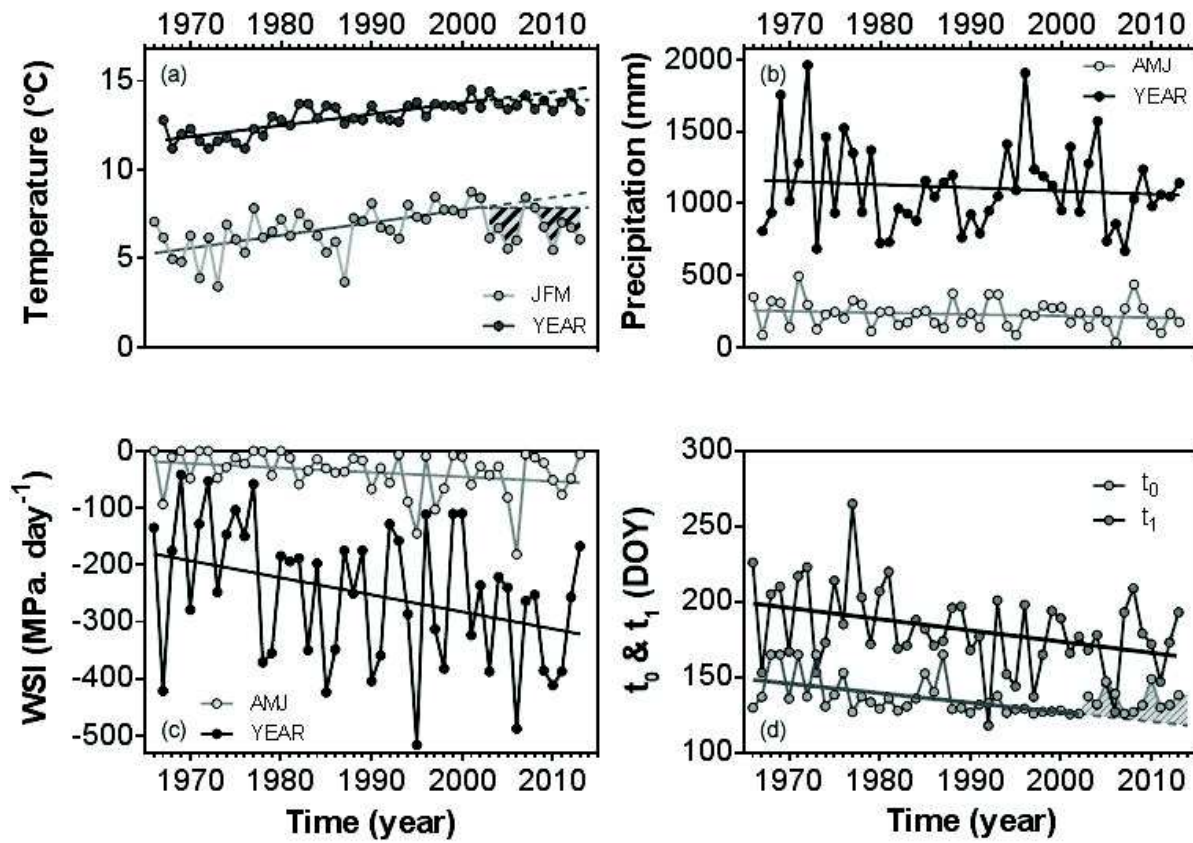 1970 1980 1990 2000 2010
1970 1980 1990 2000 2010
Temperature (°C)
15
10
5
0
(a)
JFM
YEAR
Precipitation (mm)
2000
1500
1000
500
0
(b)
AMJ
YEAR
WSI (MPa. day-1)
0
-100
-200
-300
-400
-500
AMJ
YEAR
(c)
1970 1980 1990 2000 2010
Time (year)
t0 & t1 (DOY)
300
250
200
150
100
t0
t1
(d)
1970 1980 1990 2000 2010
Time (year)